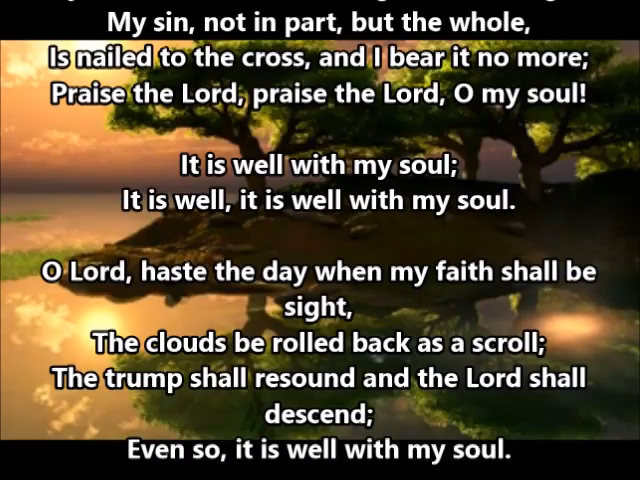 My sin, not in part, but the whole,
Is nailed to the cross, and I bear it no more;
Praise the Lord, praise the Lord, O my soul!
It is well with my soul;
It is well, it is well with my soul.
O Lord, haste the day when my faith shall be
sight,
The clouds be rolled back as a scroll;
The trump shall resound and the Lord shall
descend;
Even so, it is well with my soul.